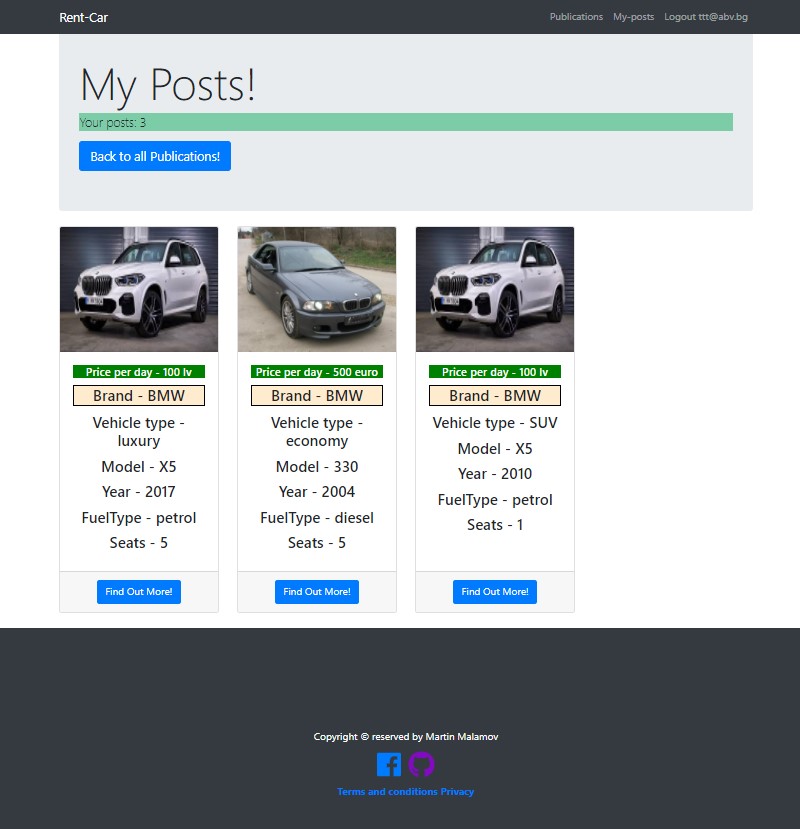 Rent-Car
Publications My-posts Logout ttt@abv.bg
My Posts!
Your posts: 3
Back to all Publications!
Price per day - 100 lv
Brand - BMW
Vehicle type -
luxury
Model - X5
Year - 2017
FuelType - petrol
Seats - 5
Find Out More!
Price per day - 500 euro
Brand - BMW
Vehicle type -
economy
Model - 330
Year - 2004
FuelType - diesel
Seats - 5
Find Out More!
Price per day - 100 lv
Brand - BMW
Vehicle type - SUV
Model - X5
Year - 2010
FuelType - petrol
Seats - 1
Find Out More!
Copyright © reserved by Martin Malamov
Terms and conditions Privacy